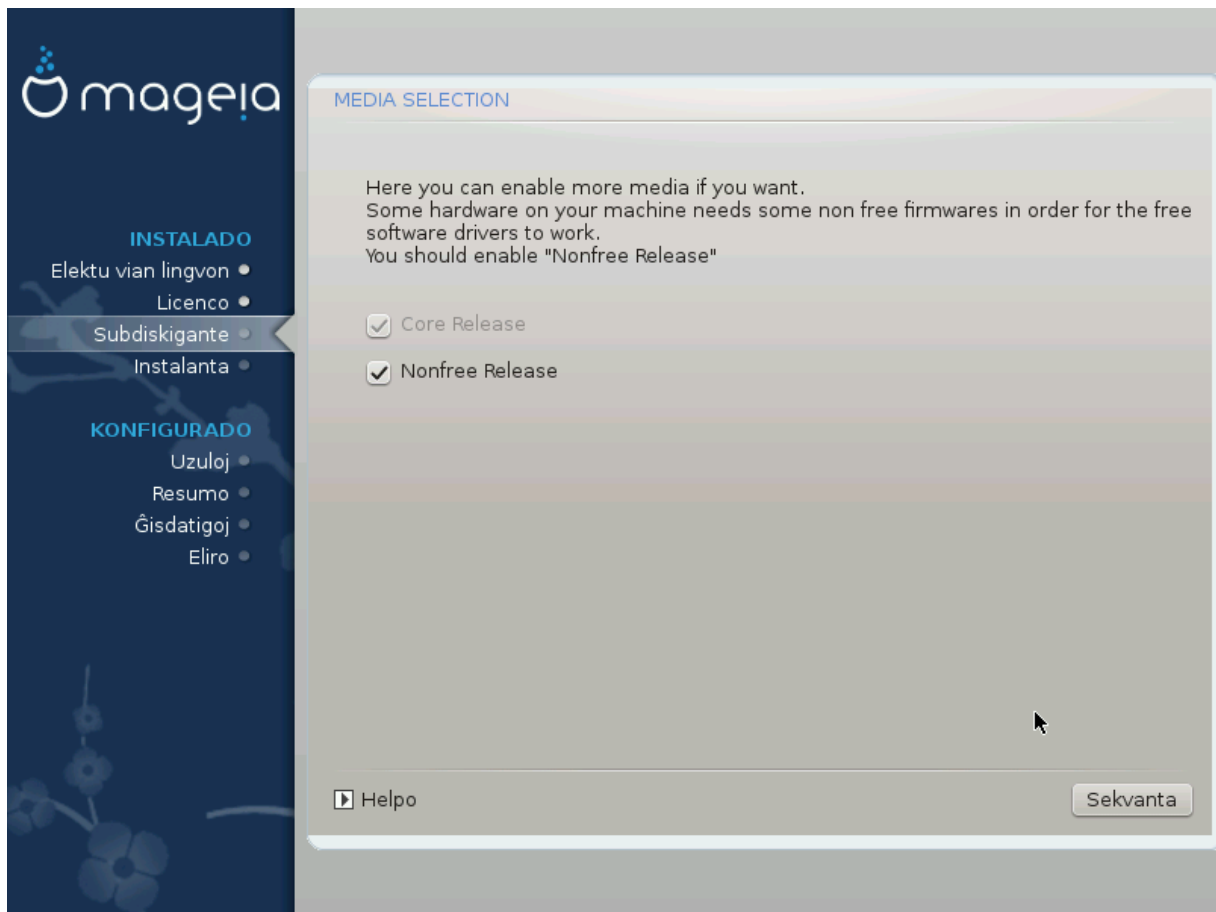 mageia
INSTALADO
Elektu vian lingvon
Licenco
Subdiskigante
Instalanta
KONFIGURADO
Uzuloj
Resumo
Ĝisdatigoj
Eliro
MEDIA SELECTION
Here you can enable more media if you want.
Some hardware on your machine needs some non free firmwares in order for the free
software drivers to work.
You should enable "Nonfree Release"
Core Release
Nonfree Release
Helpo
Sekvanta